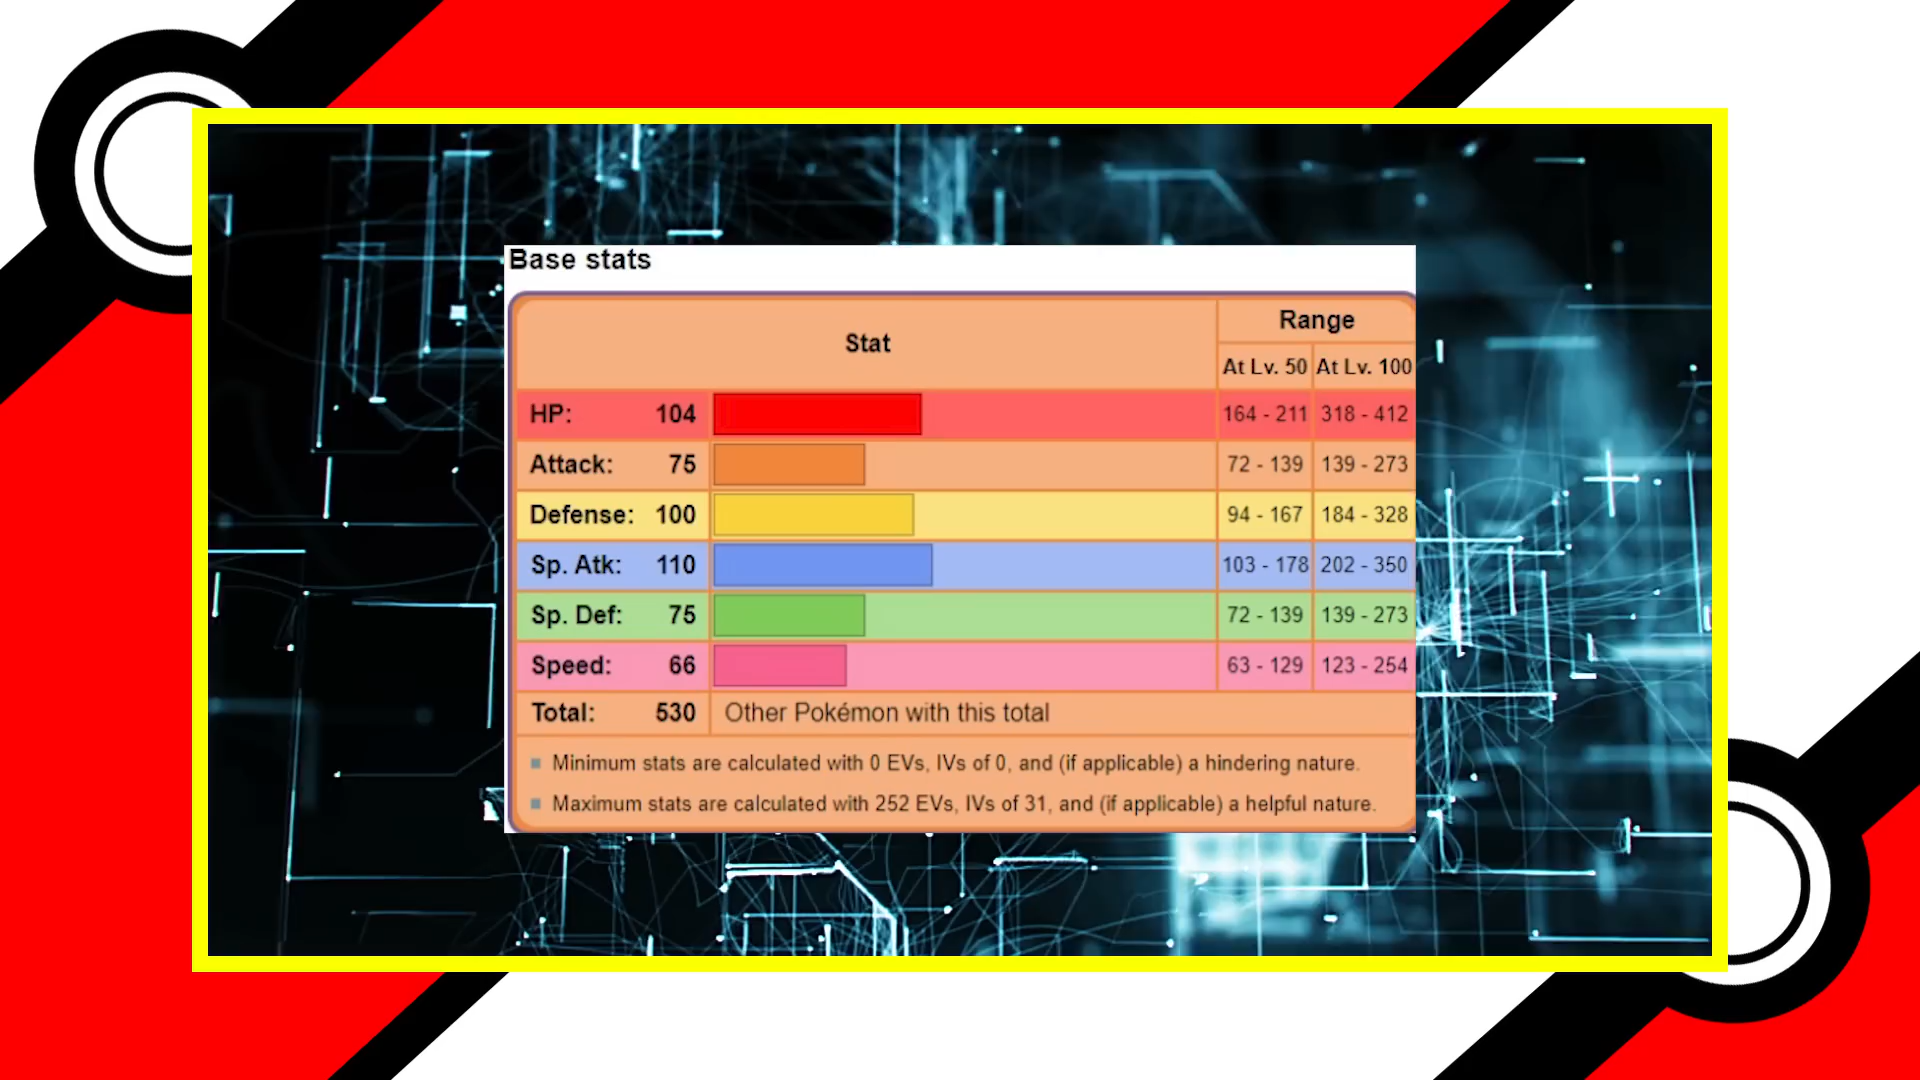 Base stats
Stat
Range
At Lv. 50 At Lv. 100
HP: 104 164 - 211 318 - 412
Attack: 75 72 - 139 139 - 273
Defense: 100 94 - 167 184 - 328
Sp. Atk: 110 103 - 178 202 - 350
Sp. Def: 75 72 - 139 139 - 273
Speed: 66 63 - 129 123 - 254
Total: 530 Other Pokémon with this total
Minimum stats are calculated with 0 EVs, IVs of 0, and (if applicable) a hindering nature.
Maximum stats are calculated with 252 EVs, IVs of 31, and (if applicable) a helpful nature.